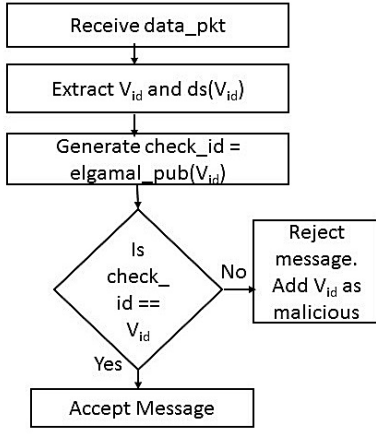 Receive data_pkt
Extract Vid and ds(Vid)
Generate check_id =
elgamal_pub(Vid)
Is
check_
id ==
Vid
No
Reject
message.
Add Vid as
malicious
Yes
Accept Message